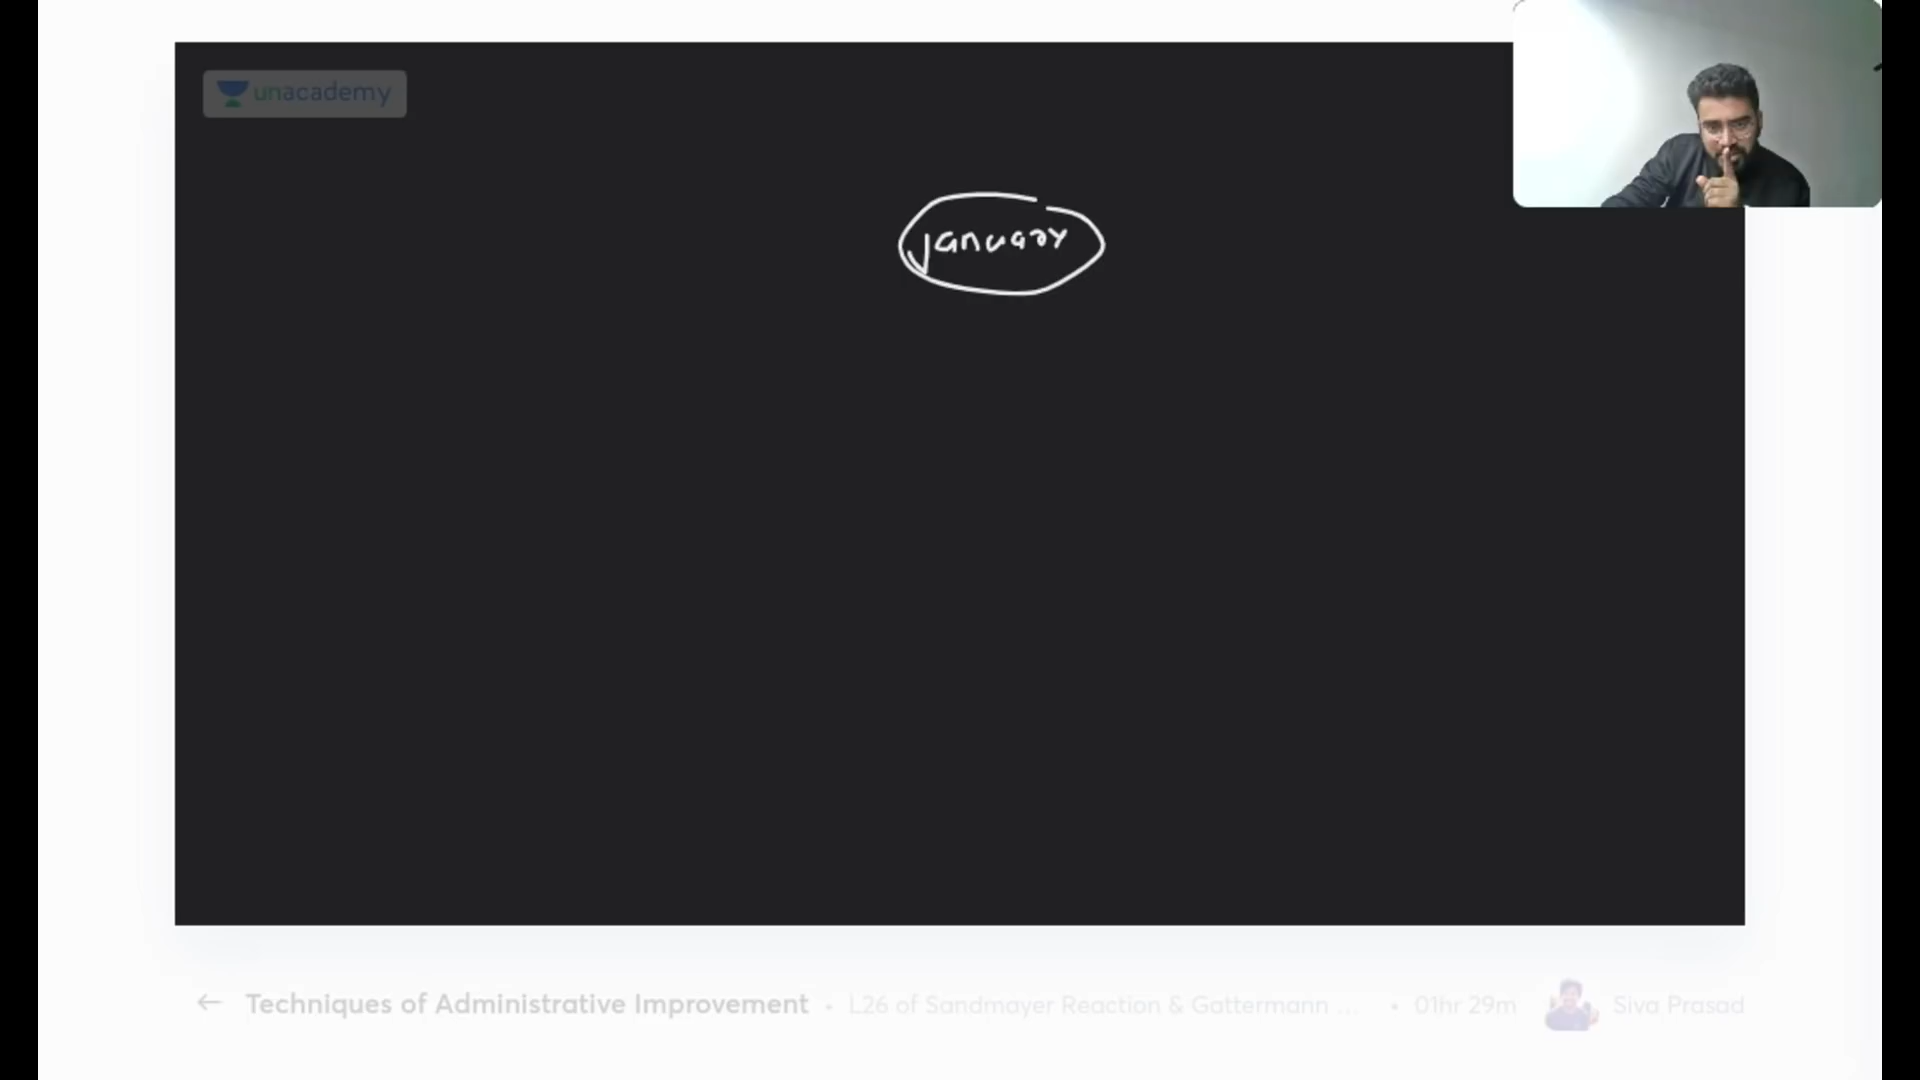 unacademy
january
Techniques of Administrative Improvement • L26 of Sandmayer Reaction & Gattermann ... • 01hr 29m Siva Prasad